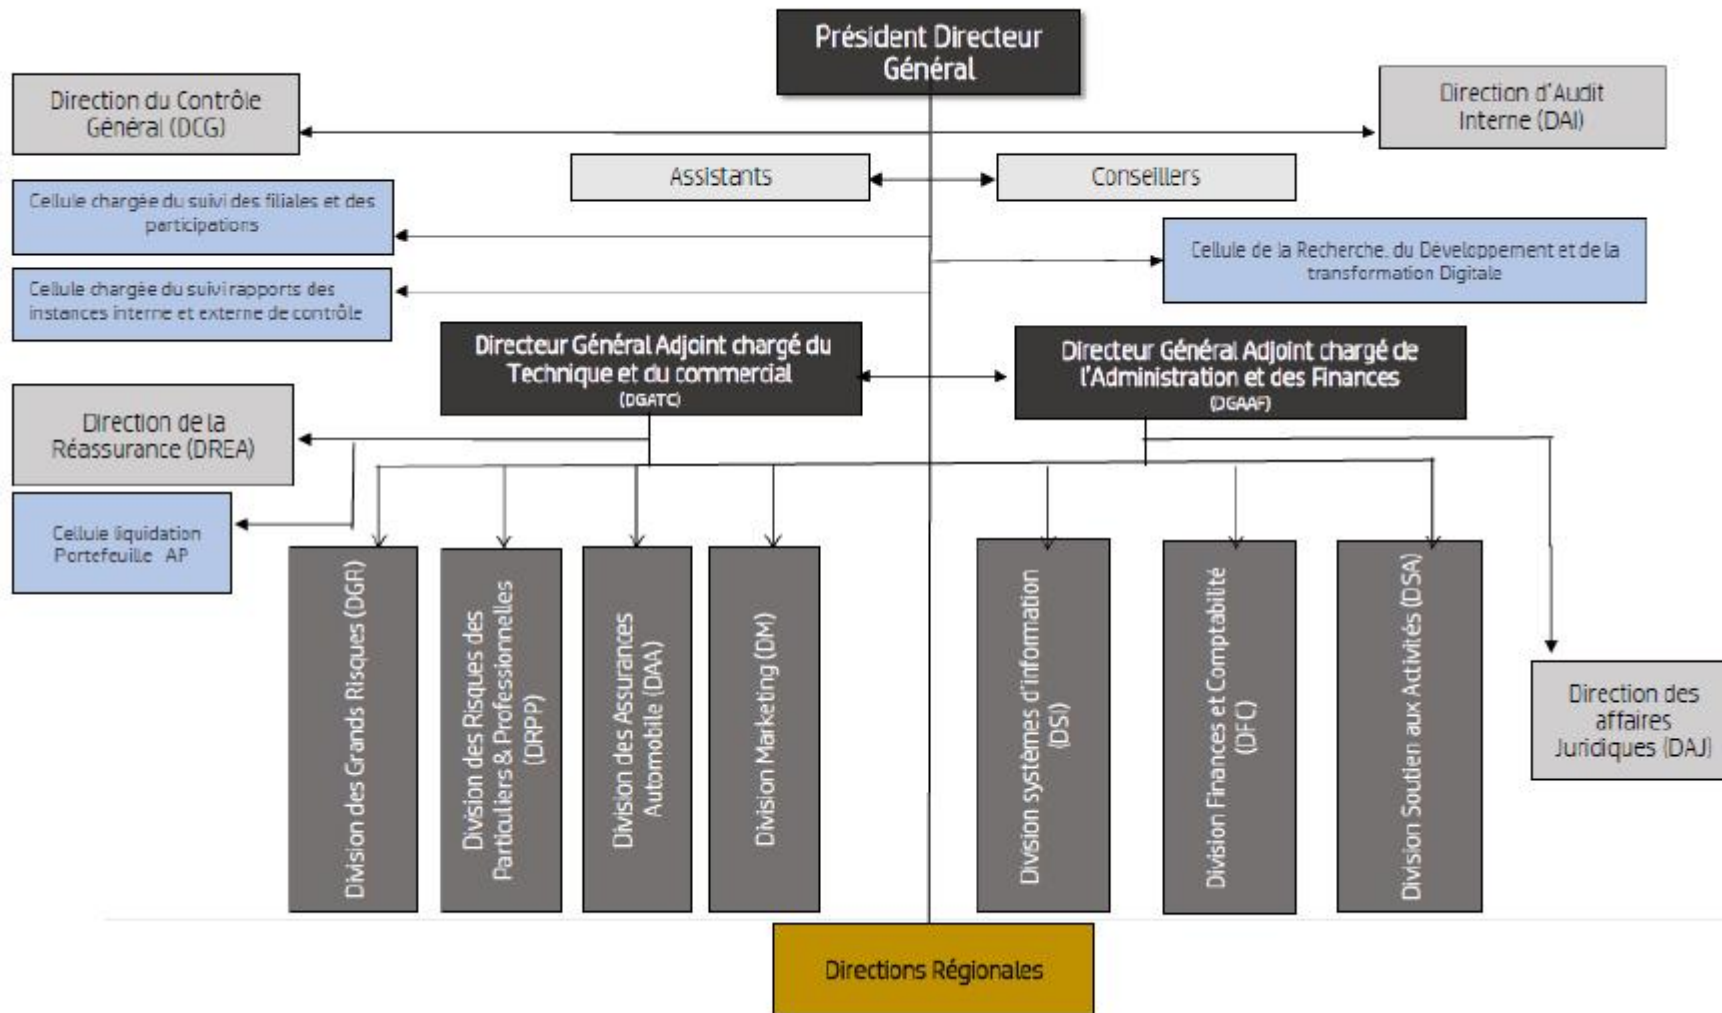 Président Directeur
Général
Direction du Contrôle
Général (DCG)
Direction d'Audit
Interne (DAI)
Assistants
Conseillers
Cellule chargée du suivi des filiales et des
participations
Cellule de la Recherche, du Développement et de la
transformation Digitale
Cellule chargée du suivi rapports des
instances interne et externe de contrôle
Directeur Général Adjoint chargé du
Technique et du commercial
(DGATC)
Directeur Général Adjoint chargé de
l'Administration et des Finances
(DGAAF)
Direction de la
Réassurance (DREA)
Cellule liquidation
Portefeuille AP
Division des Grands Risques (DGR)
Division des Risques des
Particuliers & Professionnelles
(DRPP)
Division des Assurances
Automobile (DAA)
Division Marketing (DM)
Division systèmes d'information
(DSI)
Division Finances et Comptabilité
(DFC)
Division Soutien aux Activités (DSA)
Direction des
affaires
Juridiques (DAJ)
Directions Régionales